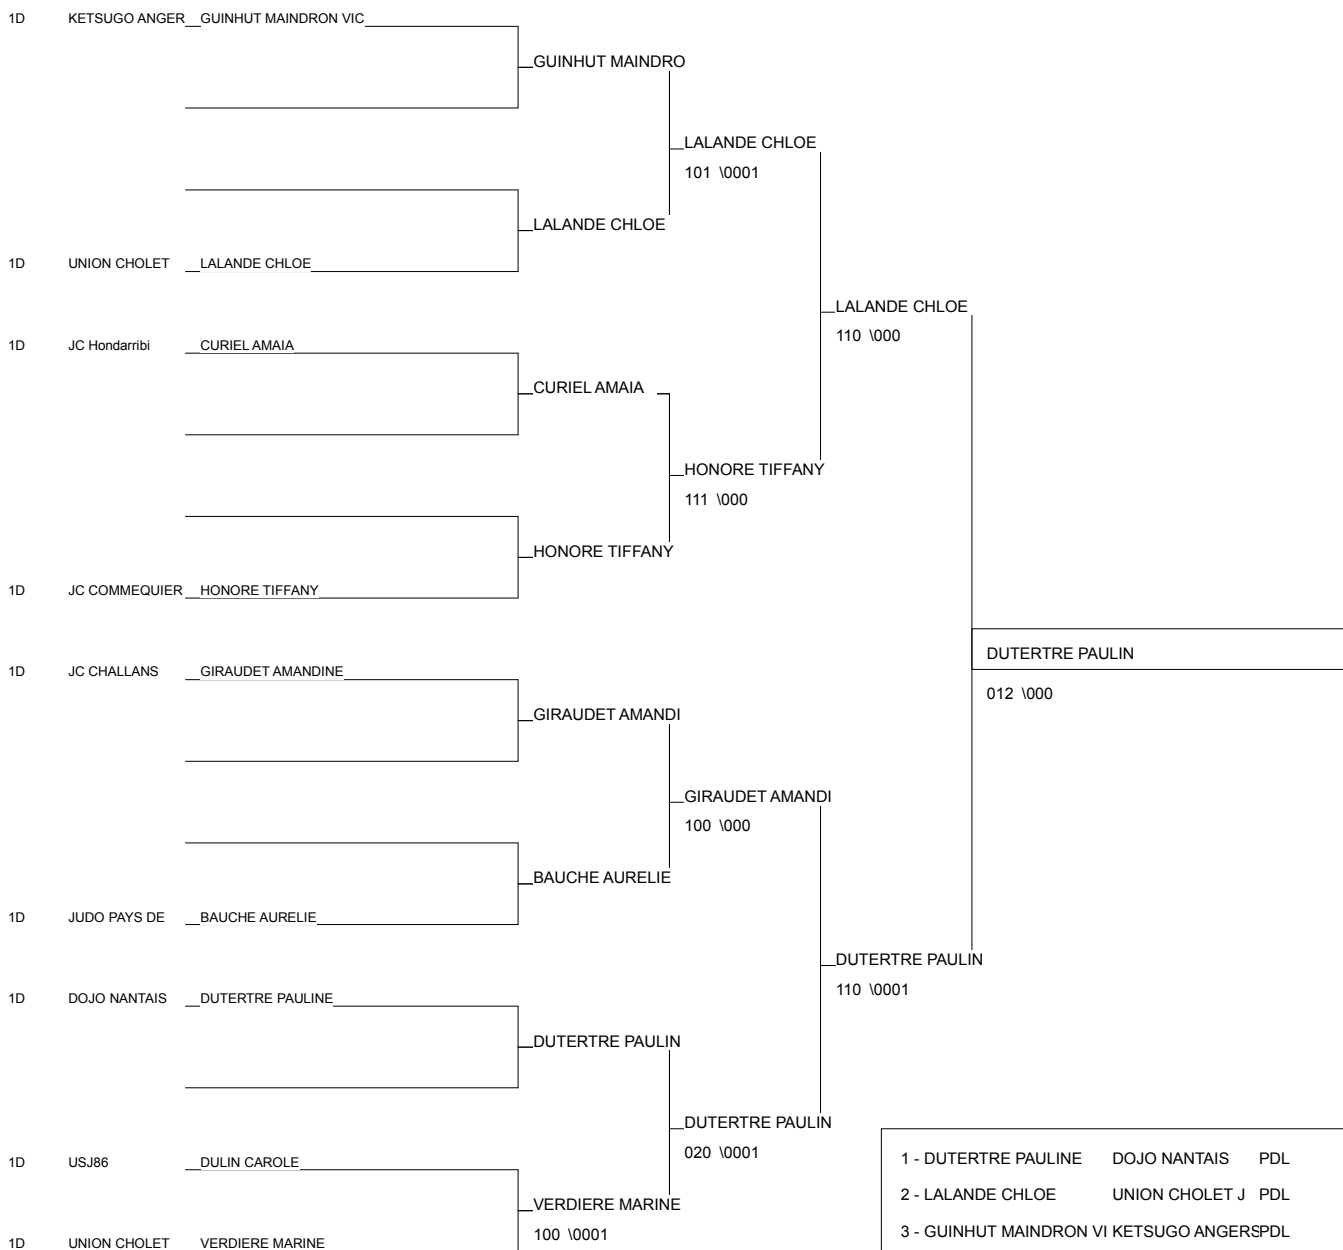 1D KETSUGO ANGER GUINHUT MAINDRON VIC
GUINHUT MAINDRO
LALANDE CHLOE
101 \0001
LALANDE CHLOE
1D UNION CHOLET LALANDE CHLOE
LALANDE CHLOE
110 \000
1D JC Hondarribi CURIEL AMAIA
CURIEL AMAIA
HONORE TIFFANY
111 \000
HONORE TIFFANY
1D JC COMMEQUIER HONORE TIFFANY
DUTERTRE PAULIN
012 \000
1D JC CHALLANS GIRAUDET AMANDINE
GIRAUDET AMANDI
GIRAUDET AMANDI
100 \000
BAUCHE AURELIE
1D JUDO PAYS DE BAUCHE AURELIE
DUTERTRE PAULIN
110 \0001
1D DOJO NANTAIS DUTERTRE PAULINE
DUTERTRE PAULIN
DUTERTRE PAULIN
020 \0001
1D USJ86 DULIN CAROLE
VERDIERE MARINE
100 \0001
1D UNION CHOLET VERDIERE MARINE
1 - DUTERTRE PAULINE DOJO NANTAIS PDL
2 - LALANDE CHLOE UNION CHOLET J PDL
3 - GUINHUT MAINDRON VI KETSUGO ANGERS PDL